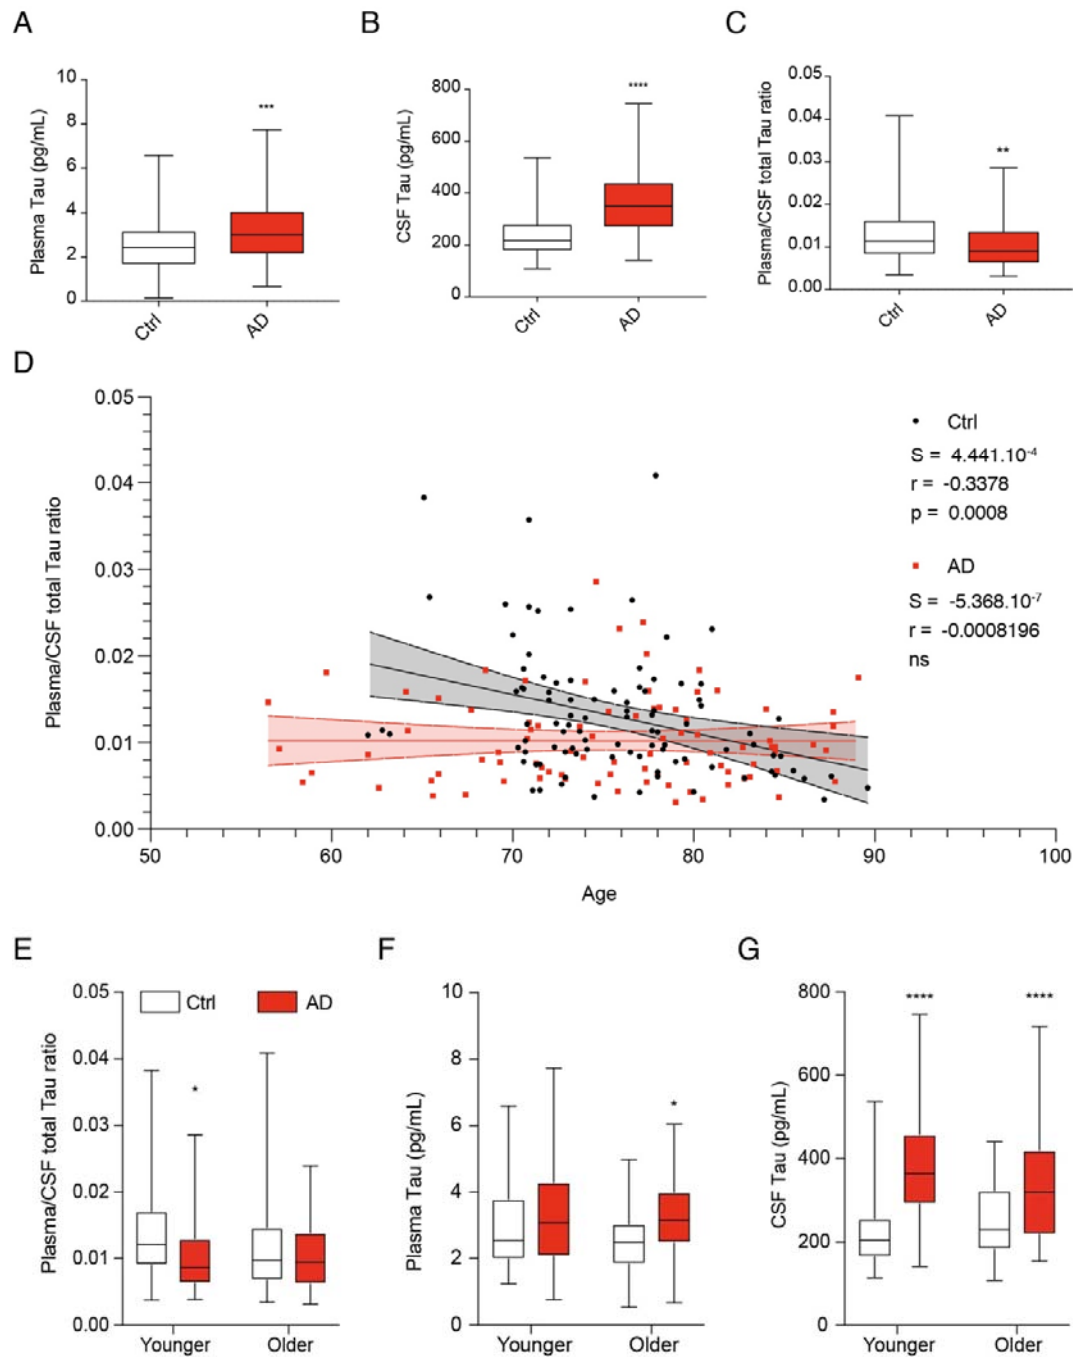 A
B
C
Plasma Tau (pg/mL)
10
8
6
4
2
0
***
Ctrl
AD
CSF Tau (pg/mL)
800
600
400
200
0
****
Ctrl
AD
Plasma/CSF total Tau ratio
0.05
0.04
0.03
0.02
0.01
0.00
**
Ctrl
AD
D
Plasma/CSF total Tau ratio
0.05
0.04
0.03
0.02
0.01
0.00
50
60
70
80
90
100
Age
Ctrl
S = 4.441.10⁻⁴
r = -0.3378
p = 0.0008
AD
S = -5.368.10⁻⁷
r = -0.0008196
ns
E
F
G
Plasma/CSF total Tau ratio
0.05
0.04
0.03
0.02
0.01
0.00
Ctrl
AD
*
Younger
Older
Plasma Tau (pg/mL)
10
8
6
4
2
0
*
Younger
Older
CSF Tau (pg/mL)
800
600
400
200
0
****
****
Younger
Older